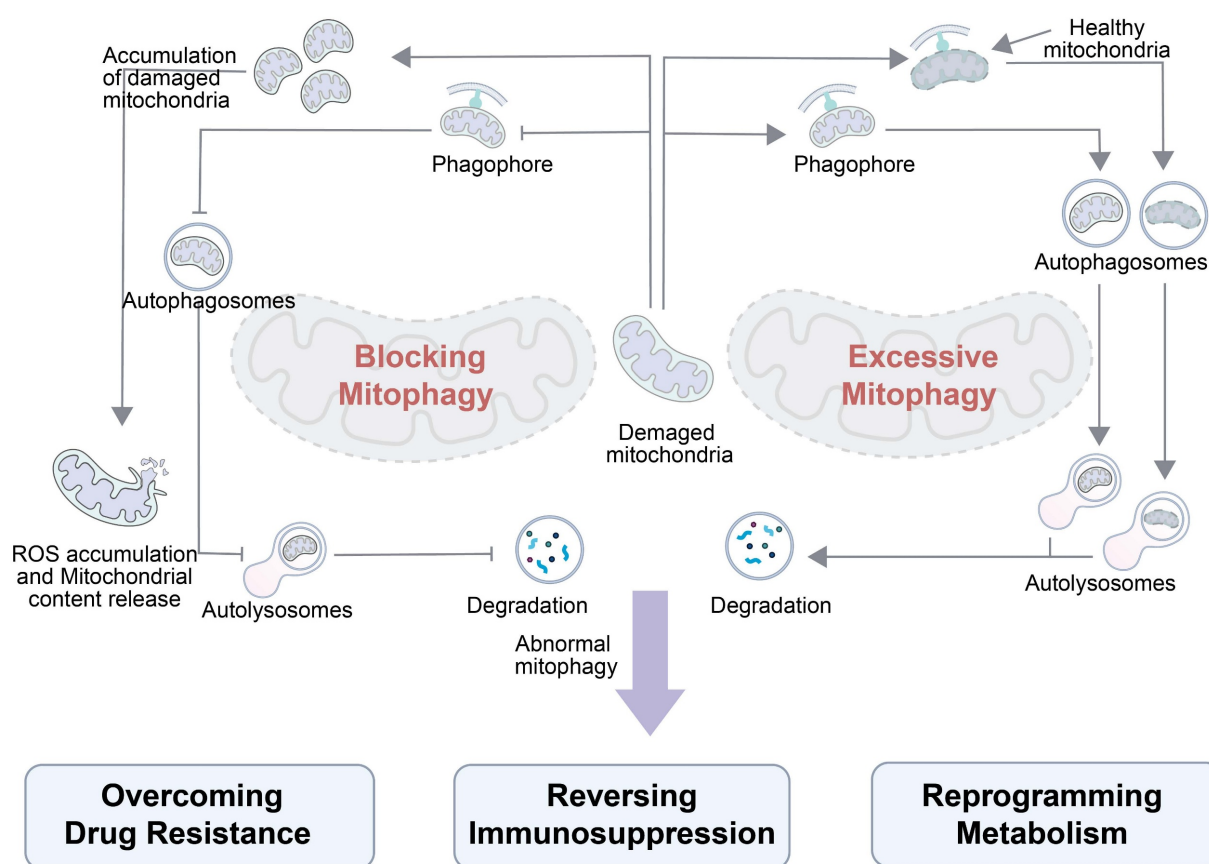 Accumulation
of damaged
mitochondria
Healthy
mitochondria
Phagophore
Phagophore
Autophagosomes
Autophagosomes
Blocking
Mitophagy
Excessive
Mitophagy
Demaged
mitochondria
ROS accumulation
and Mitochondrial
content release
Autolysosomes
Degradation
Degradation
Autolysosomes
Abnormal
mitophagy
Overcoming
Drug Resistance
Reversing
Immunosuppression
Reprogramming
Metabolism